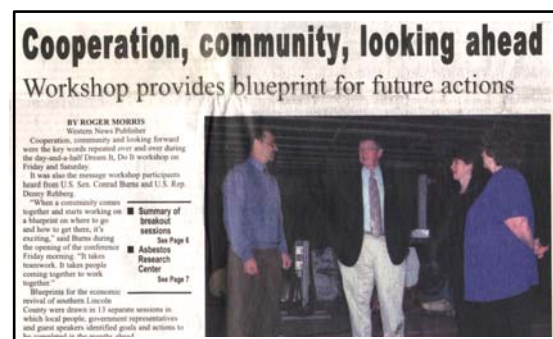 Cooperation, community, looking ahead
Workshop provides blueprint for future actions
BY ROGER MORRIS
Western News Publisher
Cooperation, community and looking forward
were the key words repeated over and over during
the day-and-a-half Dream It, Do It workshop on
Friday and Saturday.
It was also the message workshop participants
heard from U.S. Sen. Conrad Burns and U.S. Rep.
Denny Rehberg.
"When a community comes
together and starts working on
a blueprint on where to go
and how to get there, it's
exciting," said Burns during
the opening of the conference
Friday morning. "It takes
teamwork. It takes people
coming together to work
together."
Blueprints for the economic
revival of southern Lincoln
County were drawn in 13 separate sessions in
which local people, government representatives
and guest speakers identified goals and actions to
be completed in the months ahead.
■ Summary of
breakout
sessions
See Page 6
■ Asbestos
Research
Center
See Page 7